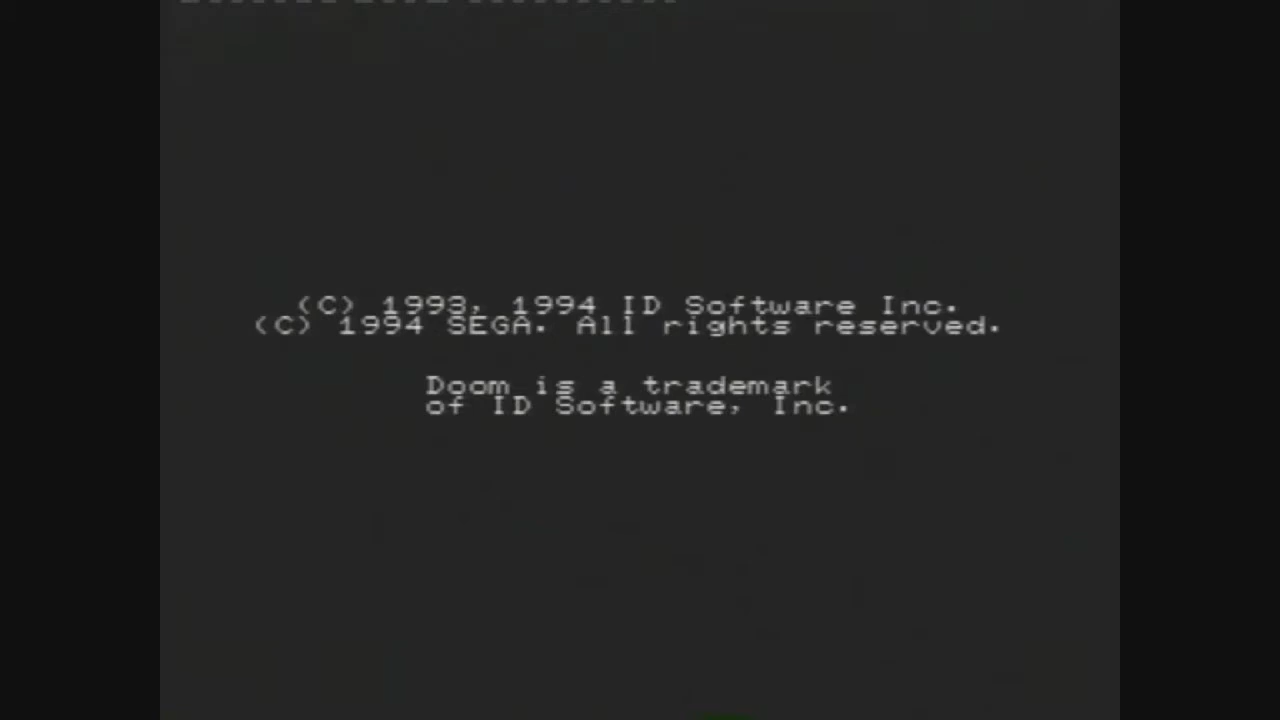 (C) 1993, 1994 ID Software Inc.
(C) 1994 SEGA. All rights reserved.
Doom is a trademark
of ID Software, Inc.